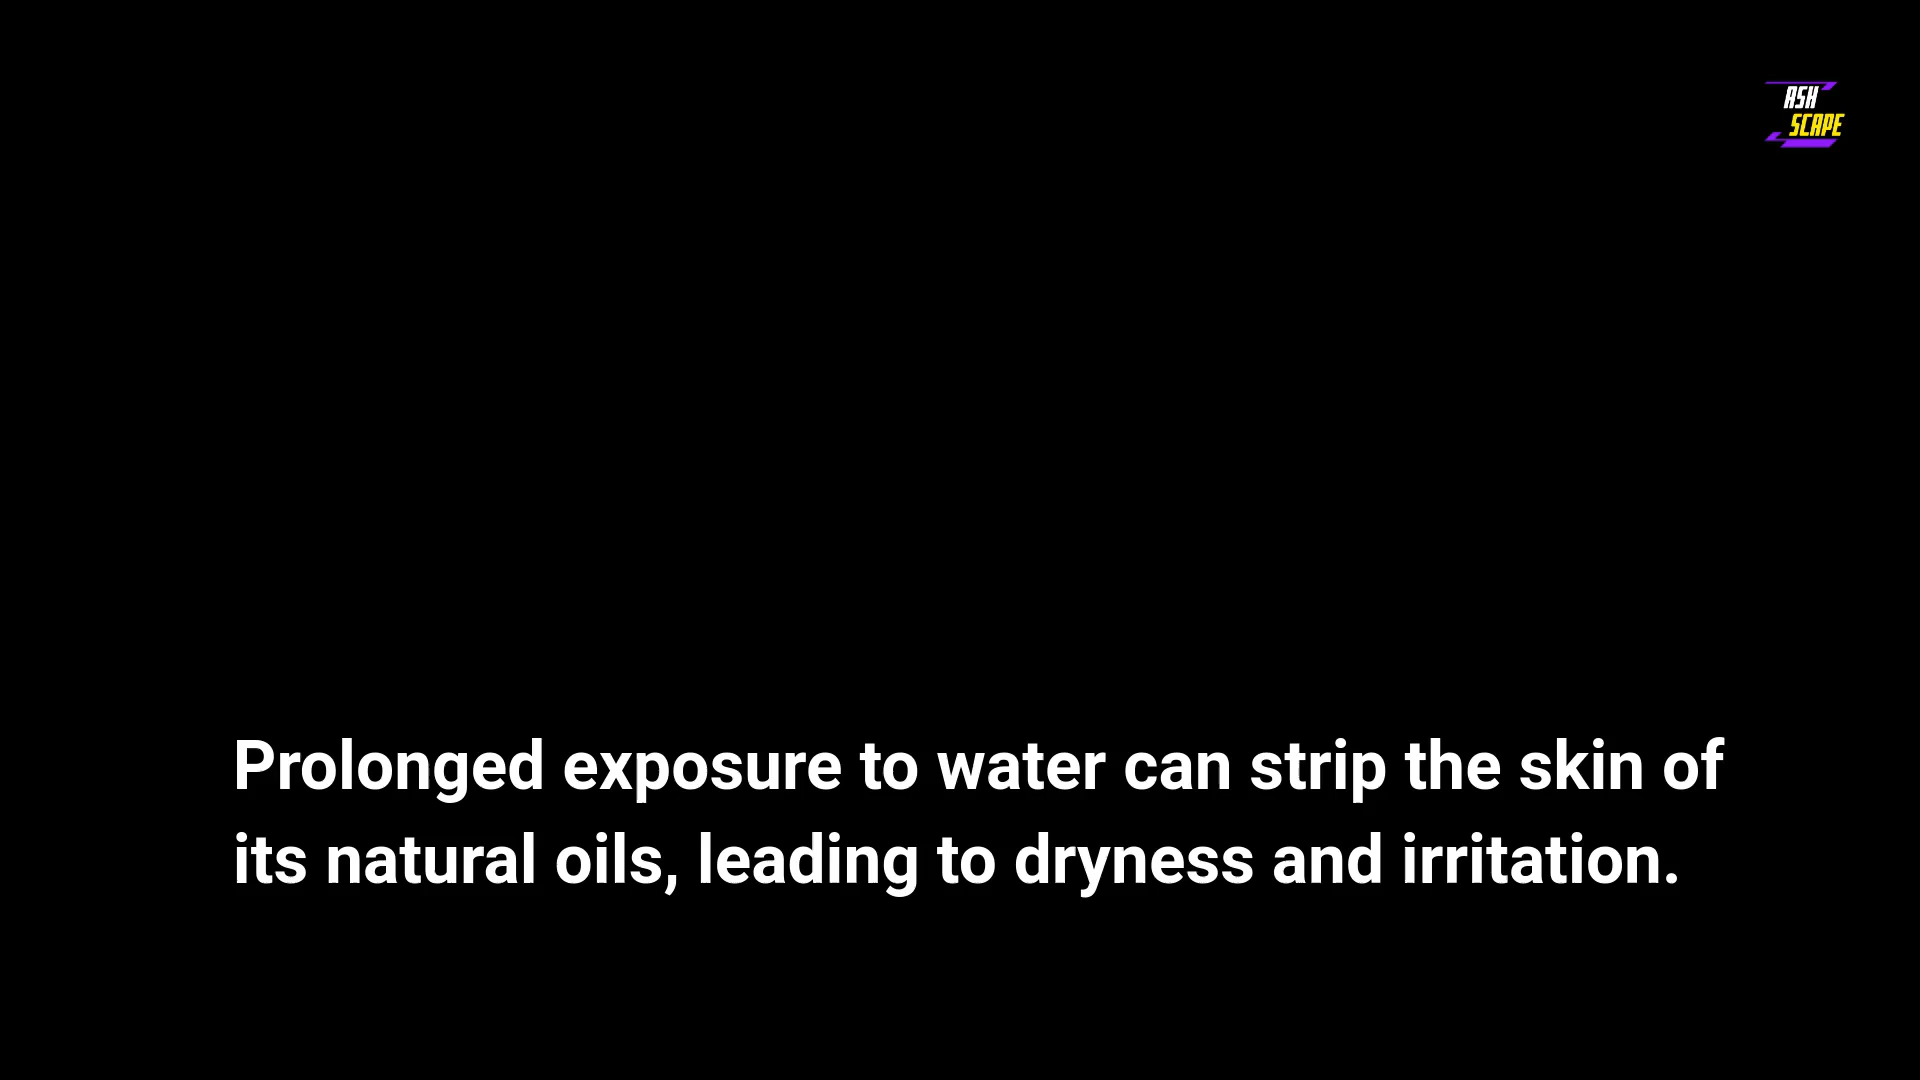 ASH
SCAPE
Prolonged exposure to water can strip the skin of
its natural oils, leading to dryness and irritation.